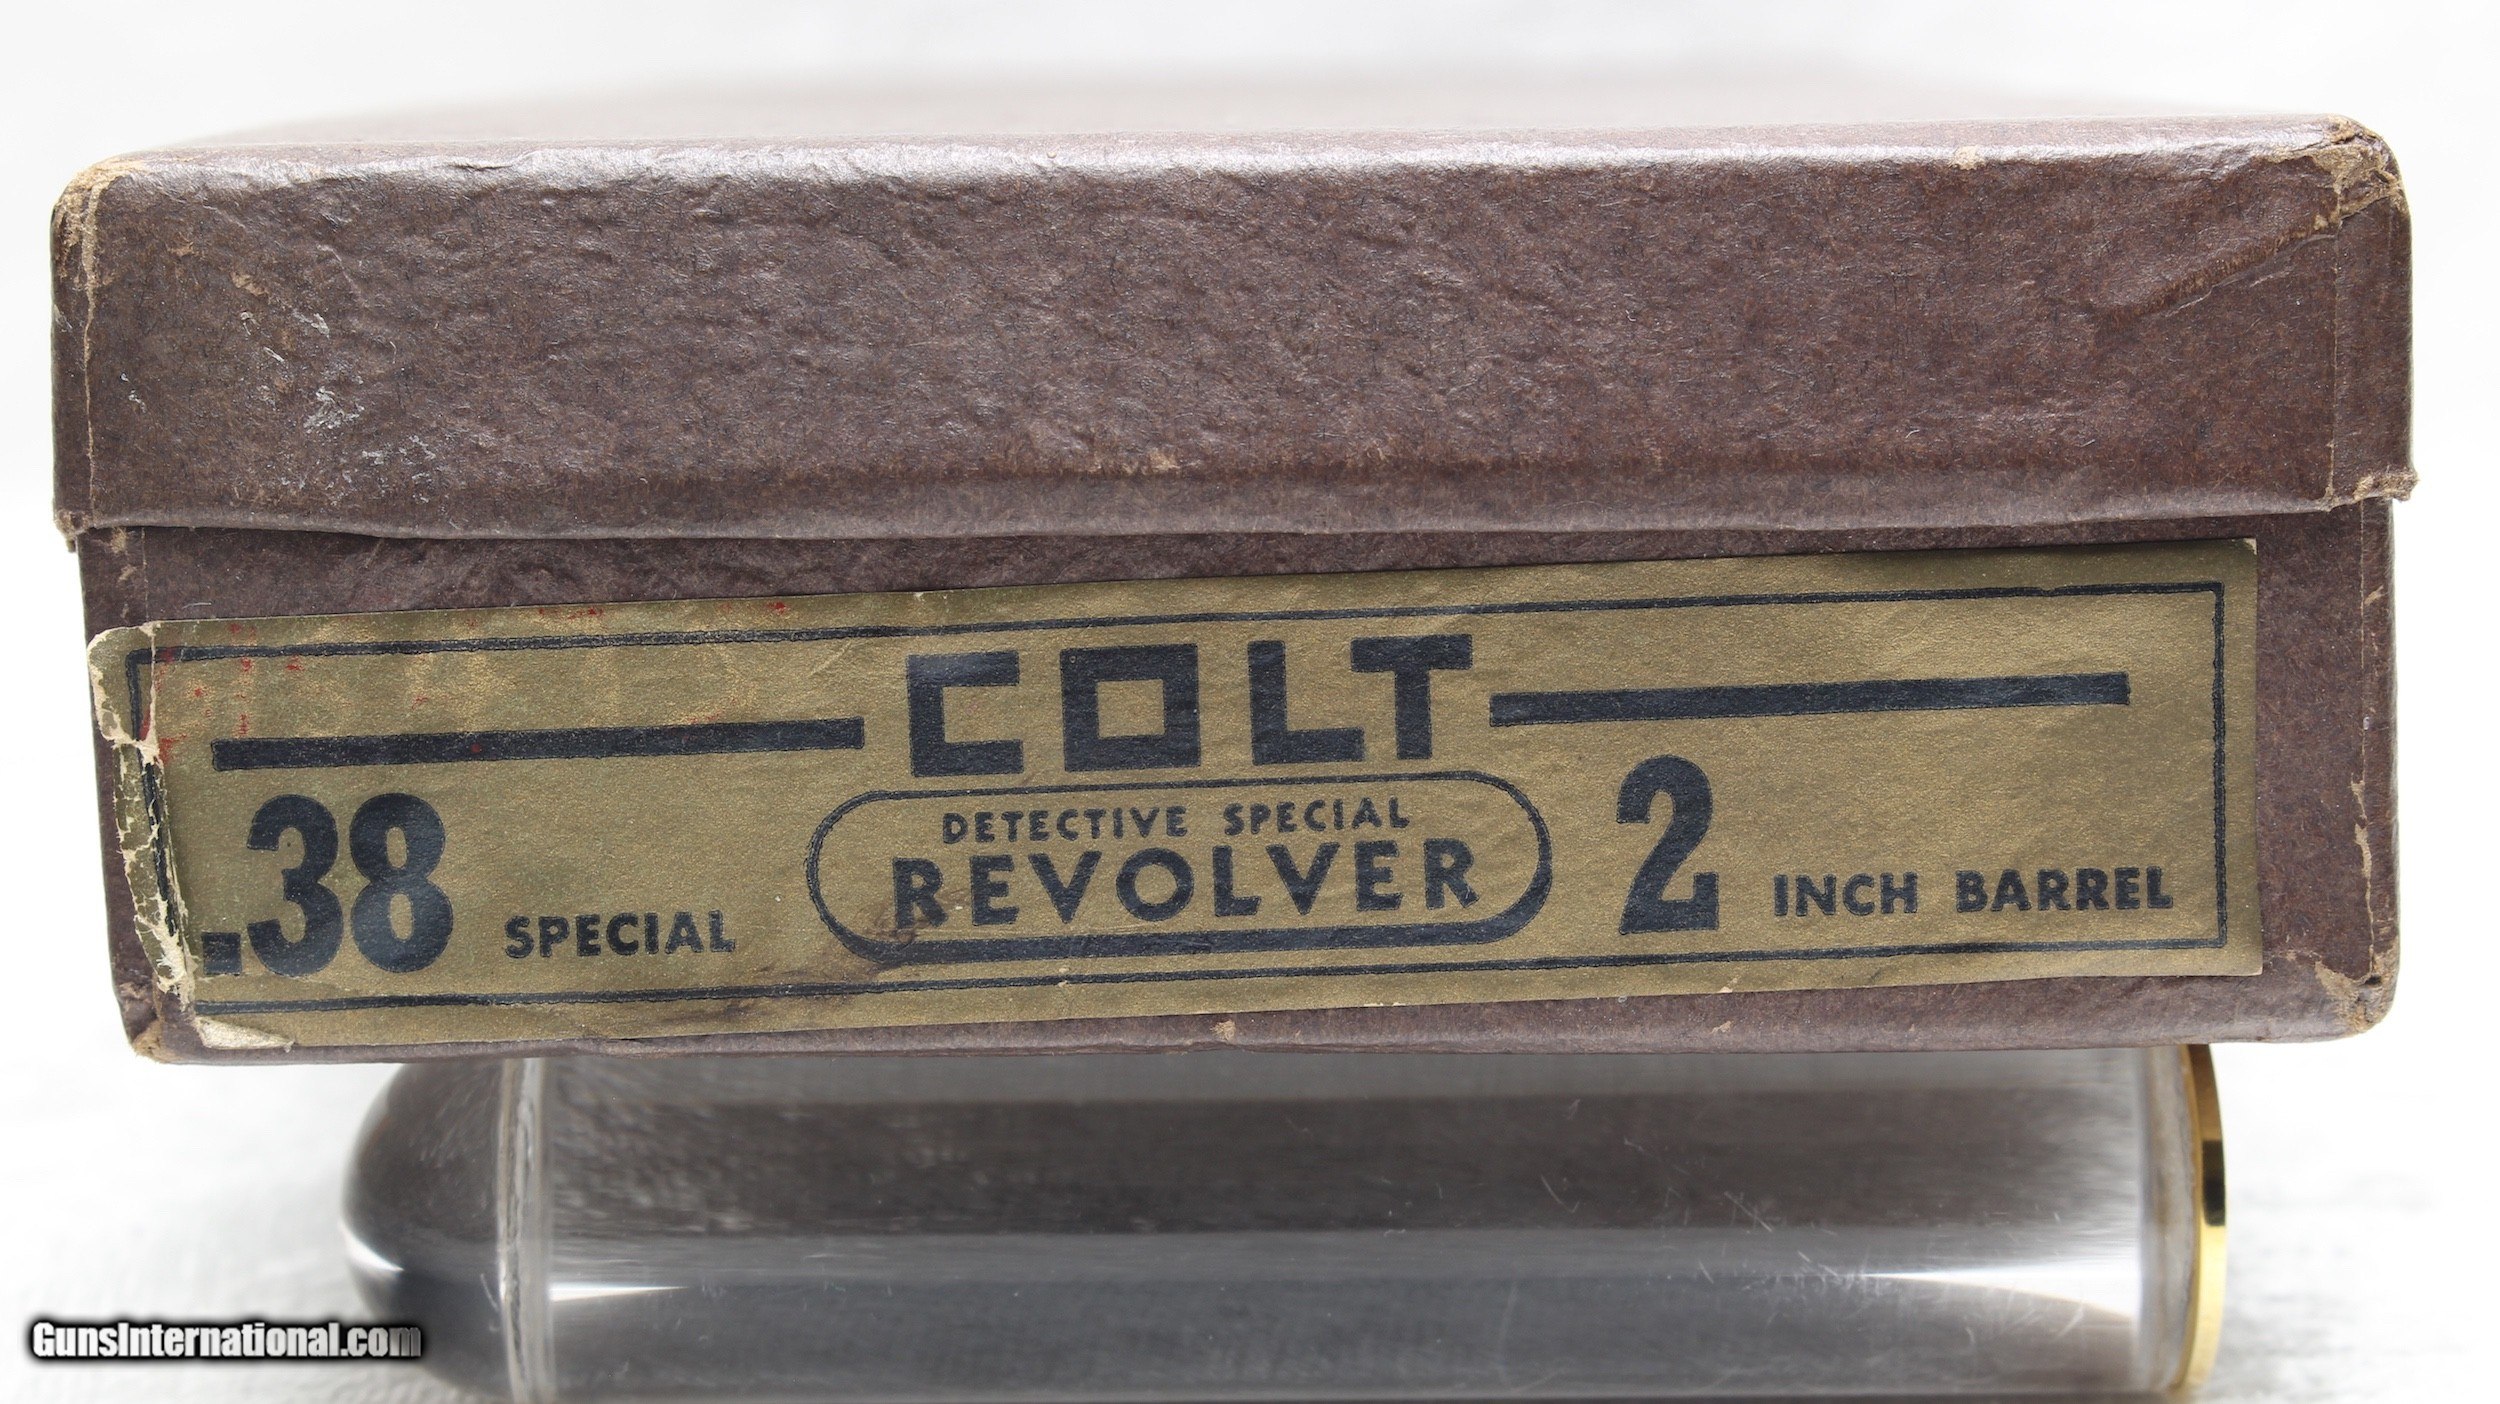 COLT
DETECTIVE SPECIAL
REVOLVER
.38 SPECIAL
2 INCH BARREL
GunsInternational.com